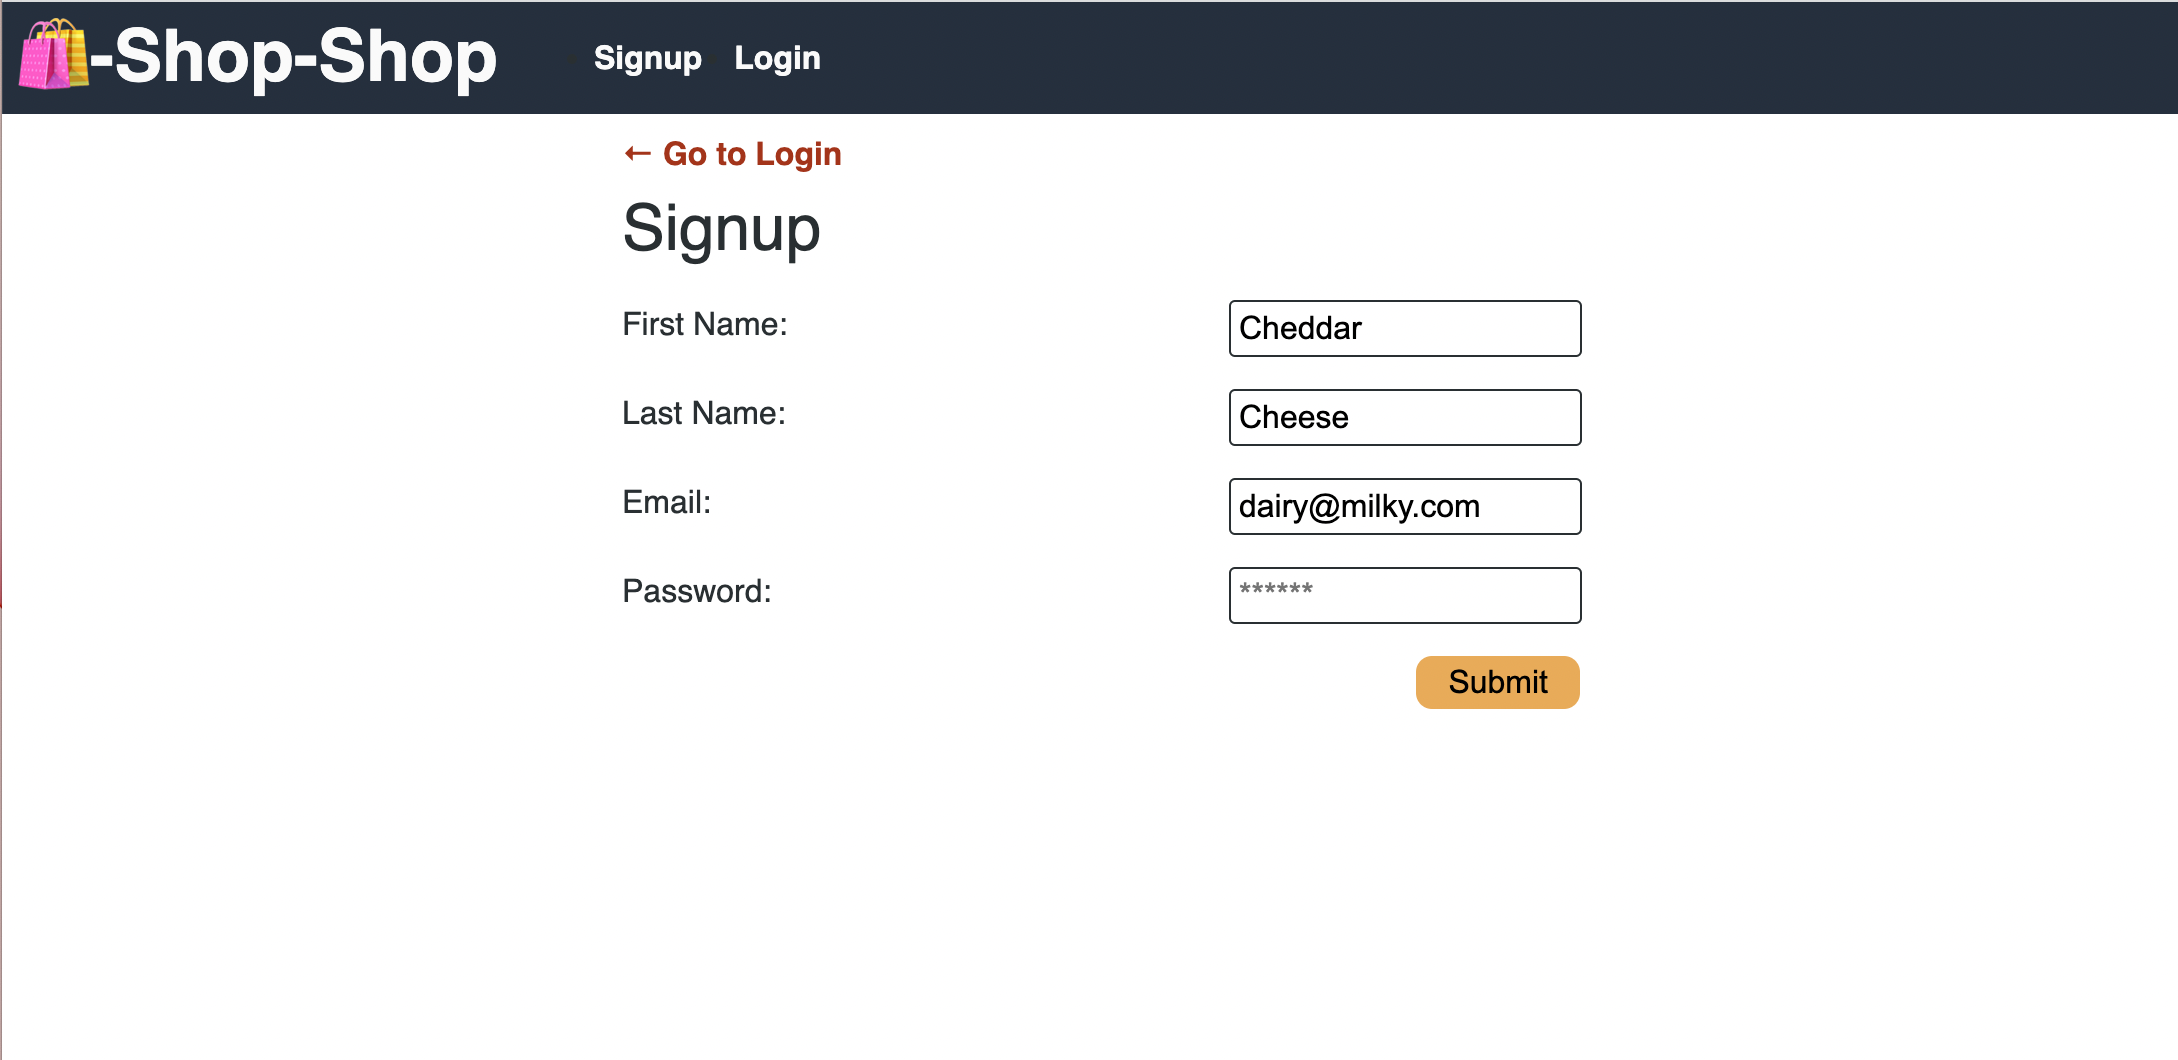 🛍️-Shop-Shop Signup Login
← Go to Login
Signup
First Name: Cheddar
Last Name: Cheese
Email: dairy@milky.com
Password: ******
Submit